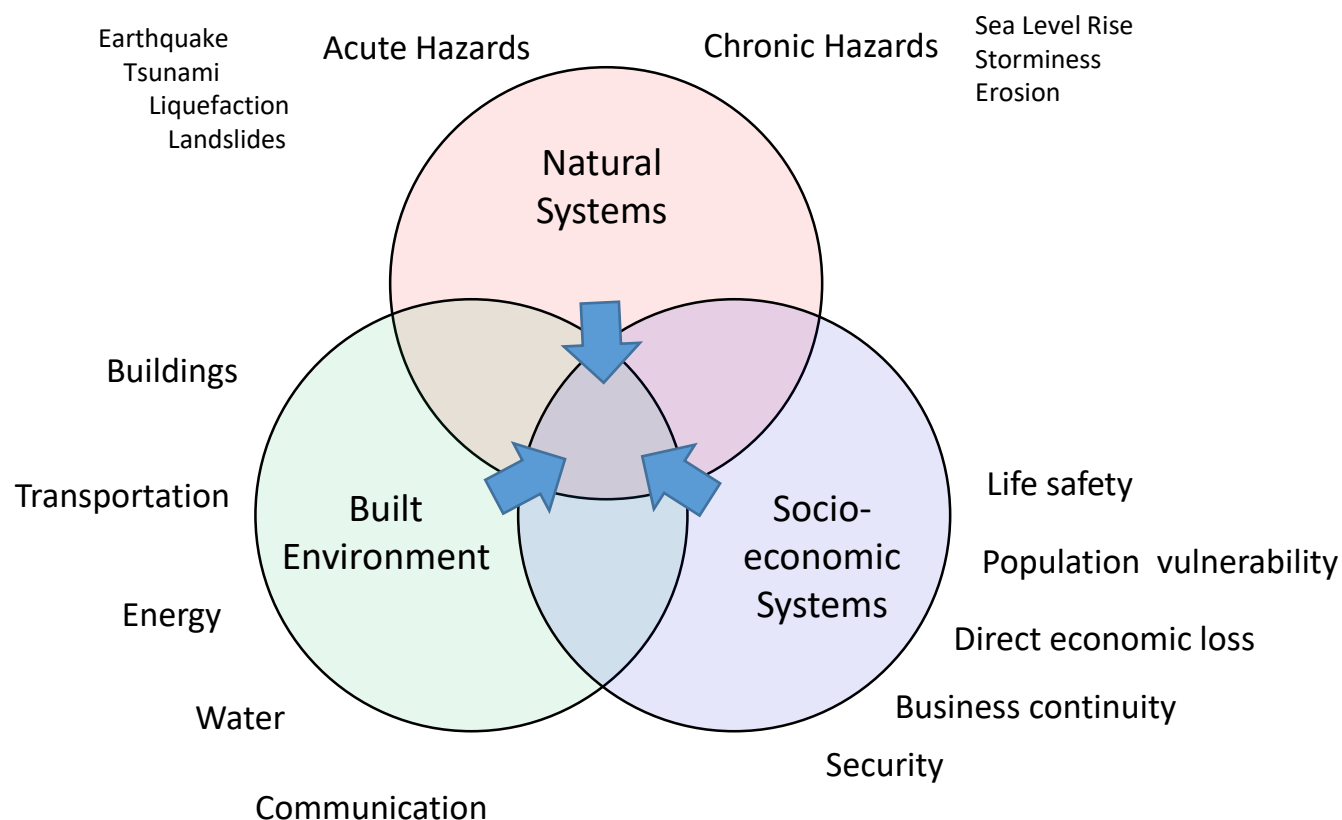 Earthquake
Tsunami
Liquefaction
Landslides
Acute Hazards
Chronic Hazards
Sea Level Rise
Storminess
Erosion
Natural
Systems
Buildings
Transportation
Energy
Water
Communication
Built
Environment
Socio-
economic
Systems
Life safety
Population vulnerability
Direct economic loss
Business continuity
Security